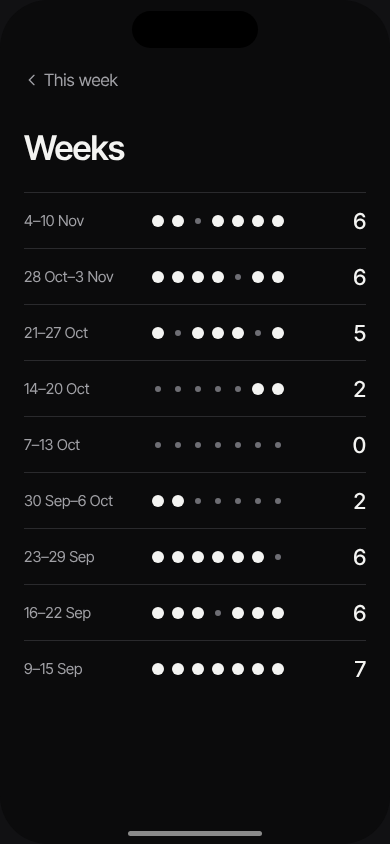 This week
Weeks
4–10 Nov 6
28 Oct–3 Nov 6
21–27 Oct 5
14–20 Oct 2
7–13 Oct 0
30 Sep–6 Oct 2
23–29 Sep 6
16–22 Sep 6
9–15 Sep 7